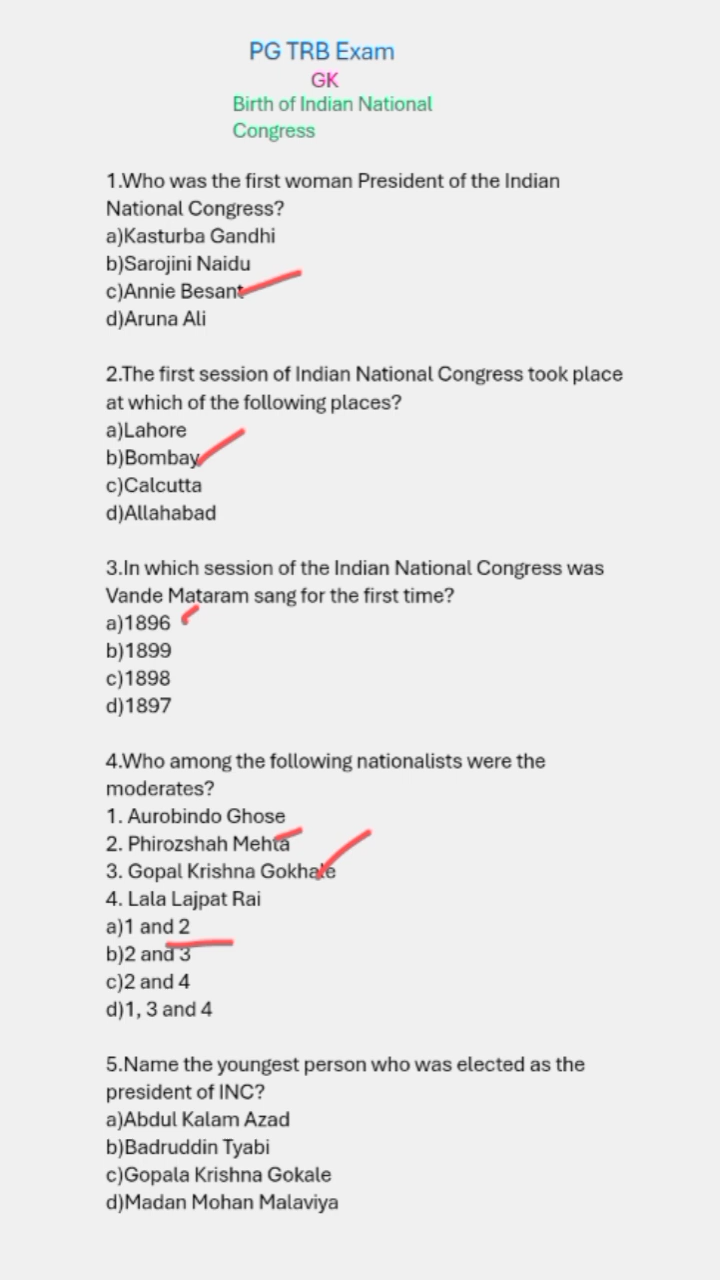 PG TRB Exam
GK
Birth of Indian National
Congress
1.Who was the first woman President of the Indian
National Congress?
a)Kasturba Gandhi
b)Sarojini Naidu
c)Annie Besant
d)Aruna Ali
2.The first session of Indian National Congress took place
at which of the following places?
a)Lahore
b)Bombay
c)Calcutta
d)Allahabad
3.In which session of the Indian National Congress was
Vande Mataram sang for the first time?
a)1896
b)1899
c)1898
d)1897
4.Who among the following nationalists were the
moderates?
1. Aurobindo Ghose
2. Phirozshah Mehta
3. Gopal Krishna Gokhale
4. Lala Lajpat Rai
a)1 and 2
b)2 and 3
c)2 and 4
d)1, 3 and 4
5.Name the youngest person who was elected as the
president of INC?
a)Abdul Kalam Azad
b)Badruddin Tyabi
c)Gopala Krishna Gokale
d)Madan Mohan Malaviya